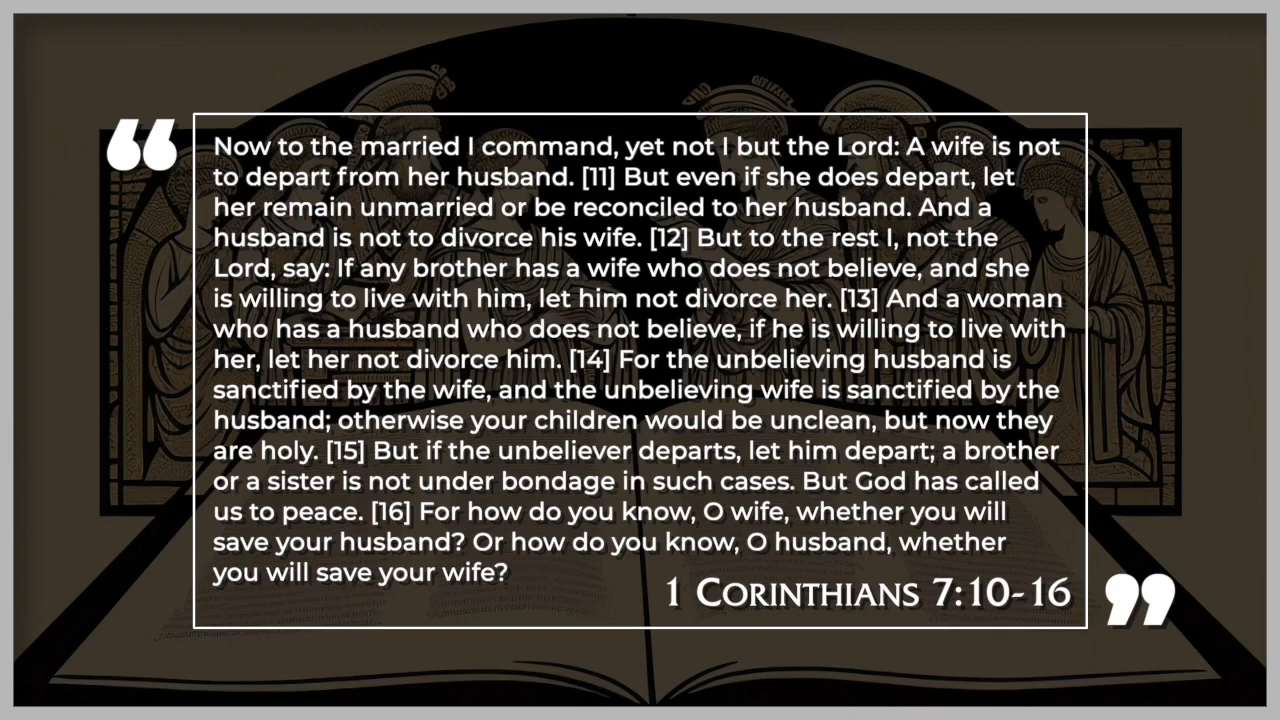 Now to the married I command, yet not I but the Lord: A wife is not
to depart from her husband. [11] But even if she does depart, let
her remain unmarried or be reconciled to her husband. And a
husband is not to divorce his wife. [12] But to the rest I, not the
Lord, say: If any brother has a wife who does not believe, and she
is willing to live with him, let him not divorce her. [13] And a woman
who has a husband who does not believe, if he is willing to live with
her, let her not divorce him. [14] For the unbelieving husband is
sanctified by the wife, and the unbelieving wife is sanctified by the
husband; otherwise your children would be unclean, but now they
are holy. [15] But if the unbeliever departs, let him depart; a brother
or a sister is not under bondage in such cases. But God has called
us to peace. [16] For how do you know, O wife, whether you will
save your husband? Or how do you know, O husband, whether
you will save your wife?
1 Corinthians 7:10-16